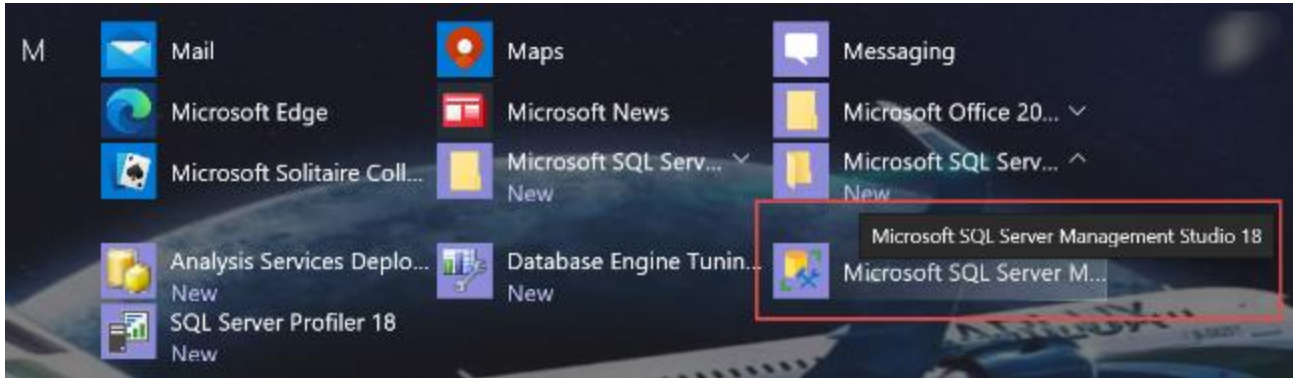 M
Mail
Maps
Messaging
Microsoft Edge
Microsoft News
Microsoft Office 20...
Microsoft Solitaire Coll...
Microsoft SQL Serv...
New
Microsoft SQL Serv...
New
Microsoft SQL Server Management Studio 18
Analysis Services Deplo...
New
Database Engine Tunin...
New
Microsoft SQL Server M...
SQL Server Profiler 18
New